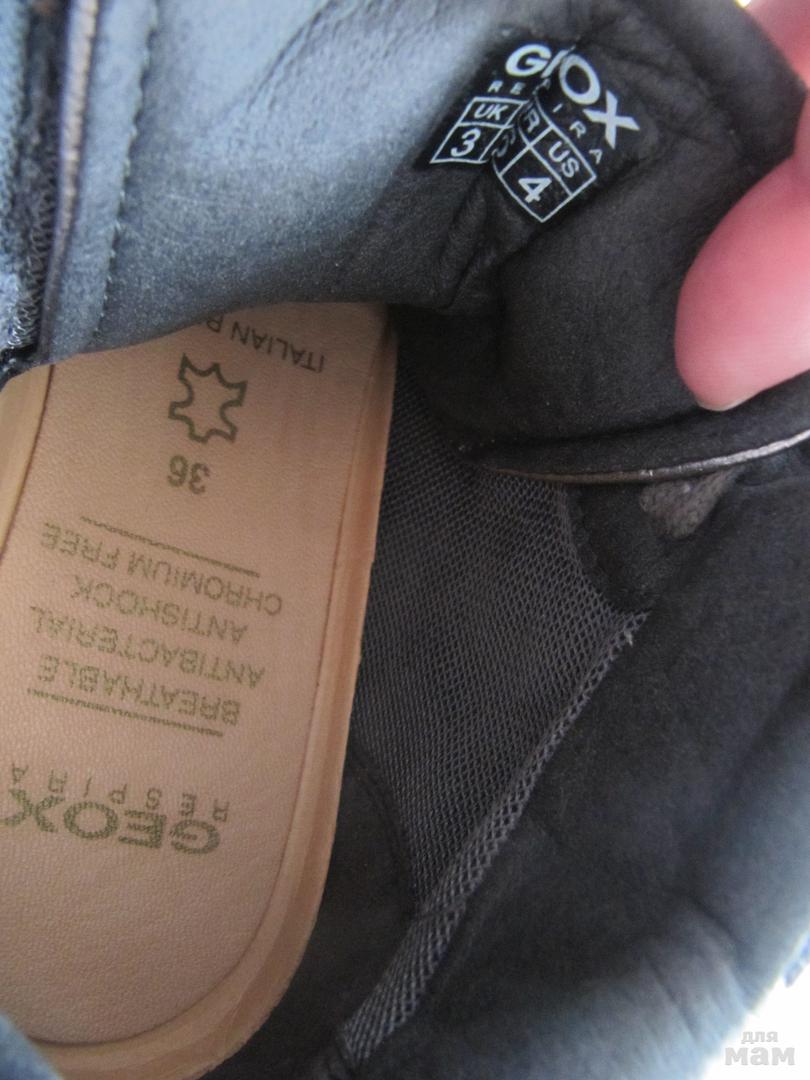 GEOX
RESPIRA
UK US
3 4
ITALIAN
36
CHROMIUM FREE
ANTISHOCK
ANTIBACTERIAL
BREATHABLE
GEOX
RESPIRA
для
мам